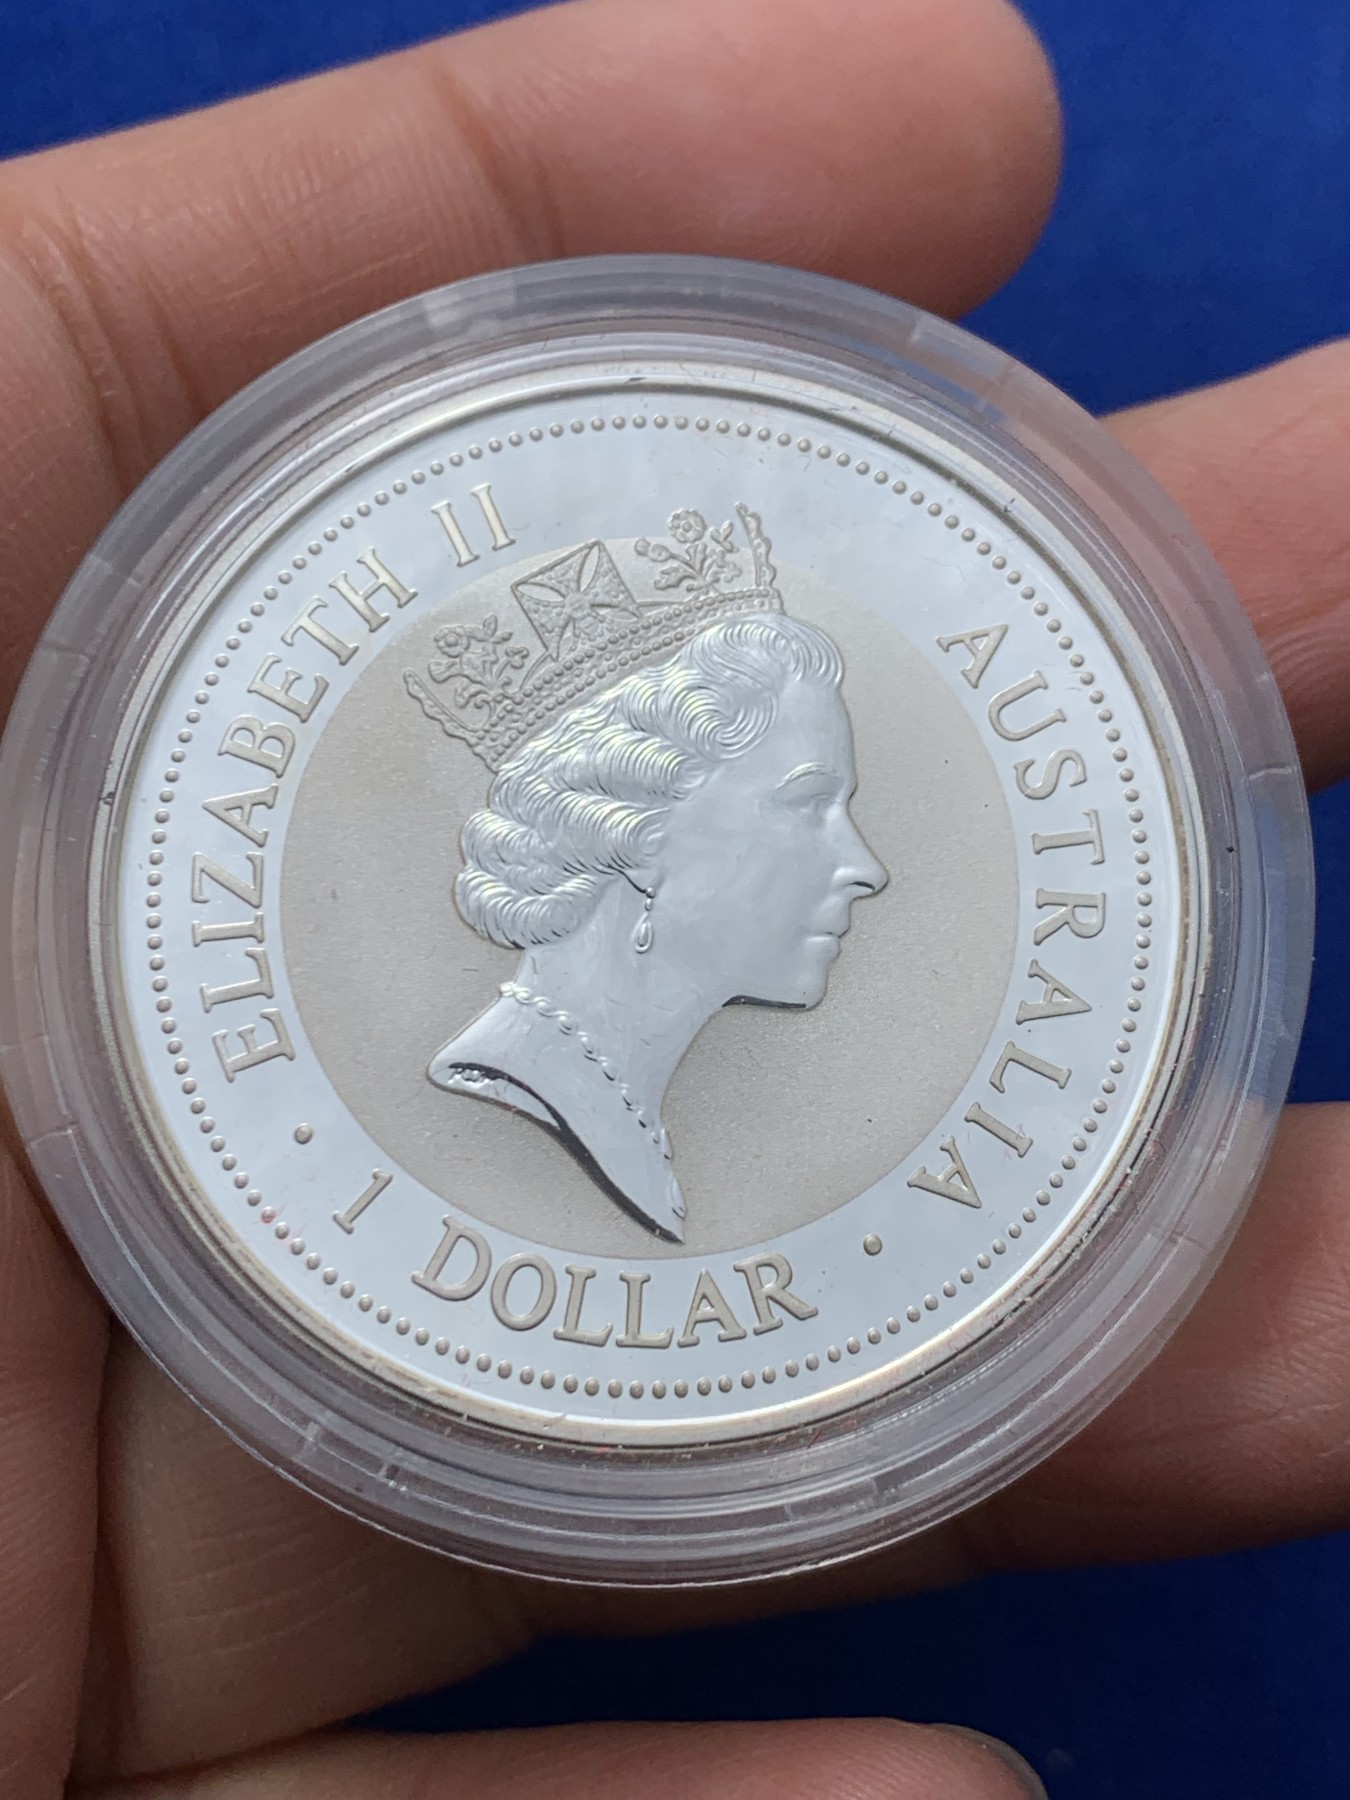 ELIZABETH II
AUSTRALIA
· 1 DOLLAR ·